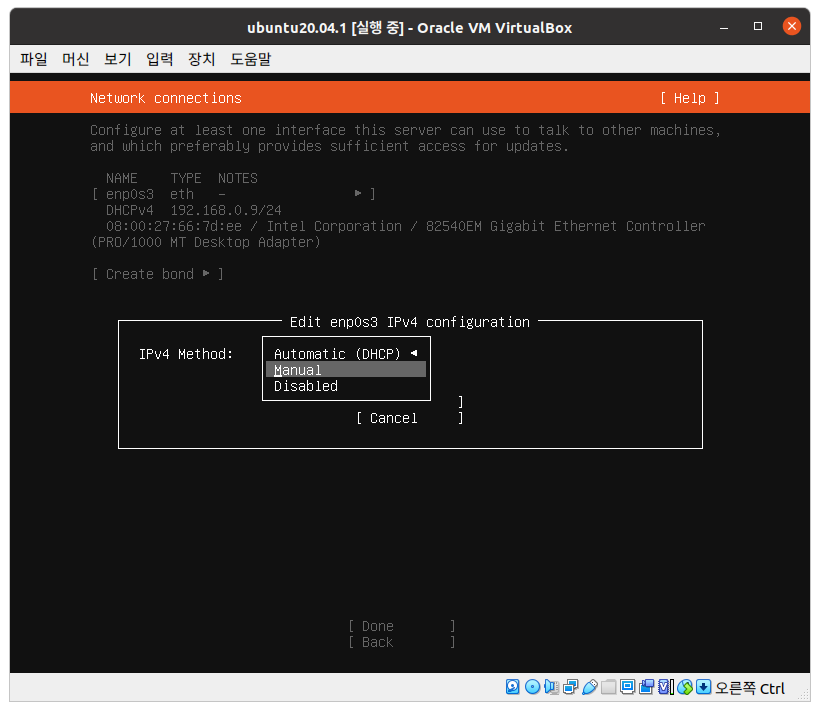 ubuntu20.04.1 [실행 중] - Oracle VM VirtualBox
파일 머신 보기 입력 장치 도움말
Network connections [ Help ]
Configure at least one interface this server can use to talk to other machines,
and which preferably provides sufficient access for updates.
NAME TYPE NOTES
[ enp0s3 eth - ▸ ]
DHCPv4 192.168.0.9/24
08:00:27:66:7d:ee / Intel Corporation / 82540EM Gigabit Ethernet Controller
(PRO/1000 MT Desktop Adapter)
[ Create bond ▸ ]
Edit enp0s3 IPv4 configuration
IPv4 Method: Automatic (DHCP) ◂
Manual
Disabled
]
[ Cancel ]
[ Done ]
[ Back ]
오른쪽 Ctrl